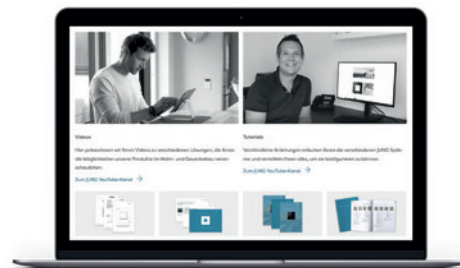 Videos
Hier präsentieren wir Ihnen Videos zu verschiedenen Lösungen, die Ihnen
die Möglichkeiten unserer Produkte im Wohn- und Gewerbebau veran-
schaulichen.
Zum JUNG YouTube-Kanal →
Tutorials
Verständliche Anleitungen erläutern Ihnen die verschiedenen JUNG Syste-
me und vermitteln Ihnen alles, um sie konfigurieren zu können.
Zum JUNG YouTube-Kanal →